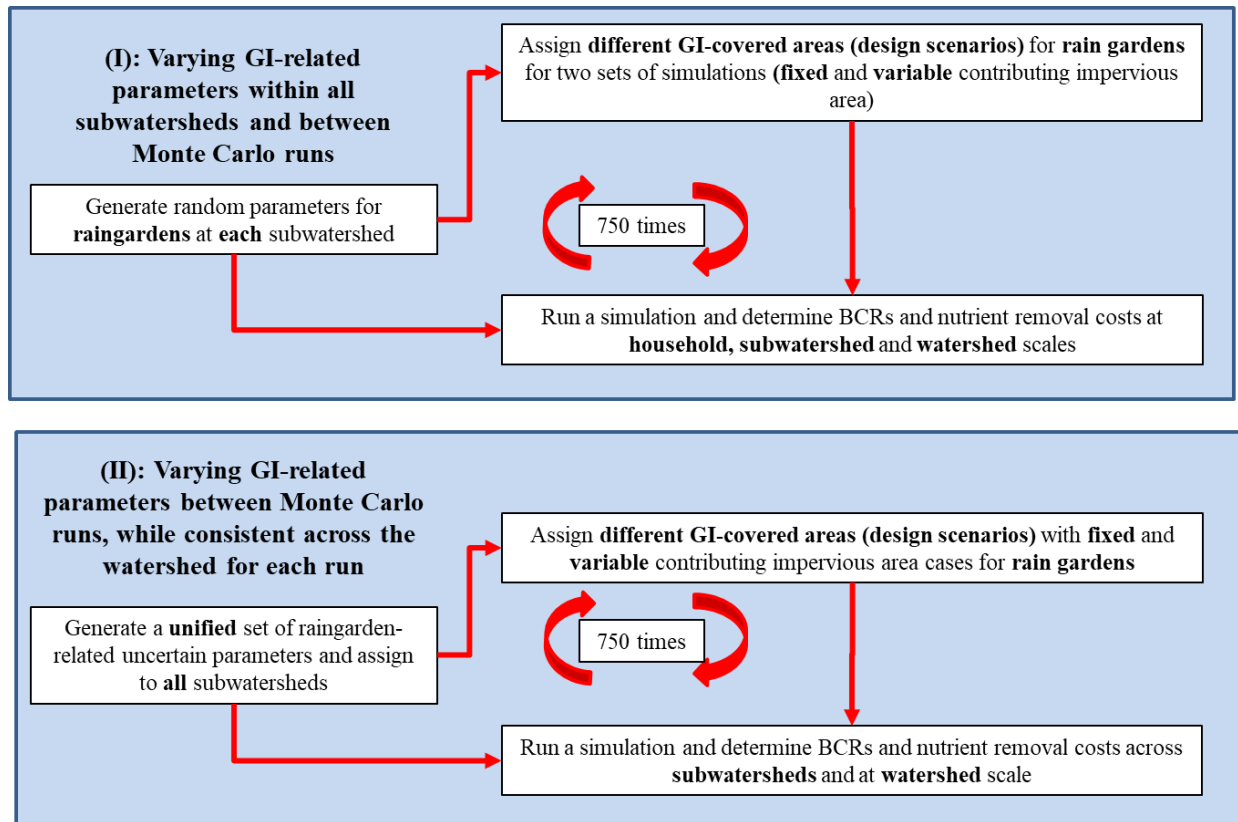 (I): Varying GI-related
parameters within all
subwatersheds and between
Monte Carlo runs
Assign different GI-covered areas (design scenarios) for rain gardens
for two sets of simulations (fixed and variable contributing impervious
area)
Generate random parameters for
raingardens at each subwatershed
750 times
Run a simulation and determine BCRs and nutrient removal costs at
household, subwatershed and watershed scales
(II): Varying GI-related
parameters between Monte Carlo
runs, while consistent across the
watershed for each run
Assign different GI-covered areas (design scenarios) with fixed and
variable contributing impervious area cases for rain gardens
Generate a unified set of raingarden-
related uncertain parameters and assign
to all subwatersheds
750 times
Run a simulation and determine BCRs and nutrient removal costs across
subwatersheds and at watershed scale